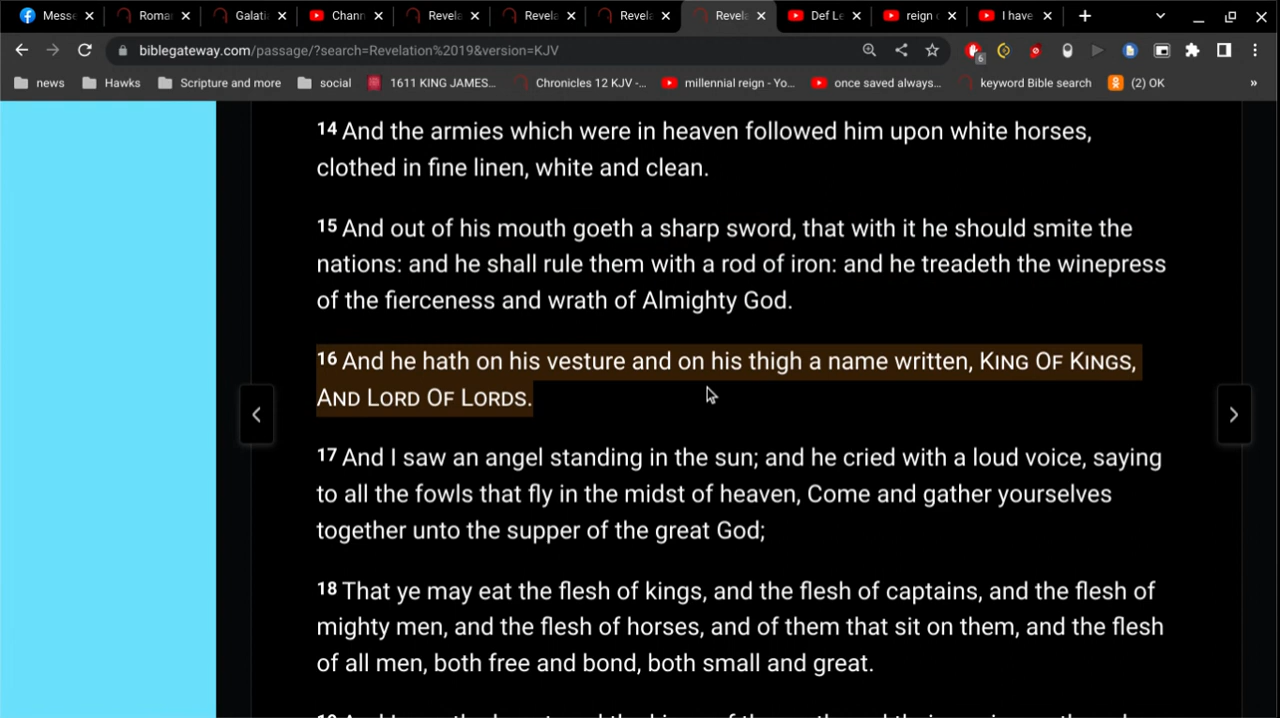 Messe
Roma
Galati
Chann
Revela
Revela
Revela
Revela
Def Le
reign
I have
biblegateway.com/passage/?search=Revelation%2019&version=KJV
6
news
Hawks
Scripture and more
social
1611 KING JAMES...
Chronicles 12 KJV -...
millennial reign - Yo...
once saved always...
keyword Bible search
(2) OK
»
14 And the armies which were in heaven followed him upon white horses,
clothed in fine linen, white and clean.
15 And out of his mouth goeth a sharp sword, that with it he should smite the
nations: and he shall rule them with a rod of iron: and he treadeth the winepress
of the fierceness and wrath of Almighty God.
16 And he hath on his vesture and on his thigh a name written, King Of Kings,
And Lord Of Lords.
17 And I saw an angel standing in the sun; and he cried with a loud voice, saying
to all the fowls that fly in the midst of heaven, Come and gather yourselves
together unto the supper of the great God;
18 That ye may eat the flesh of kings, and the flesh of captains, and the flesh of
mighty men, and the flesh of horses, and of them that sit on them, and the flesh
of all men, both free and bond, both small and great.